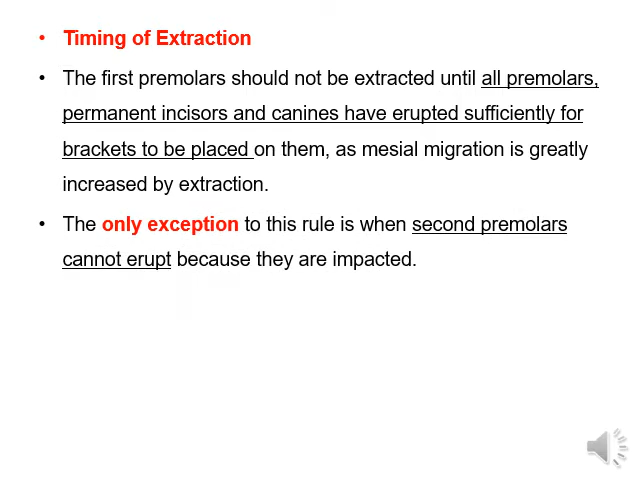 • Timing of Extraction
• The first premolars should not be extracted until all premolars,
permanent incisors and canines have erupted sufficiently for
brackets to be placed on them, as mesial migration is greatly
increased by extraction.
• The only exception to this rule is when second premolars
cannot erupt because they are impacted.